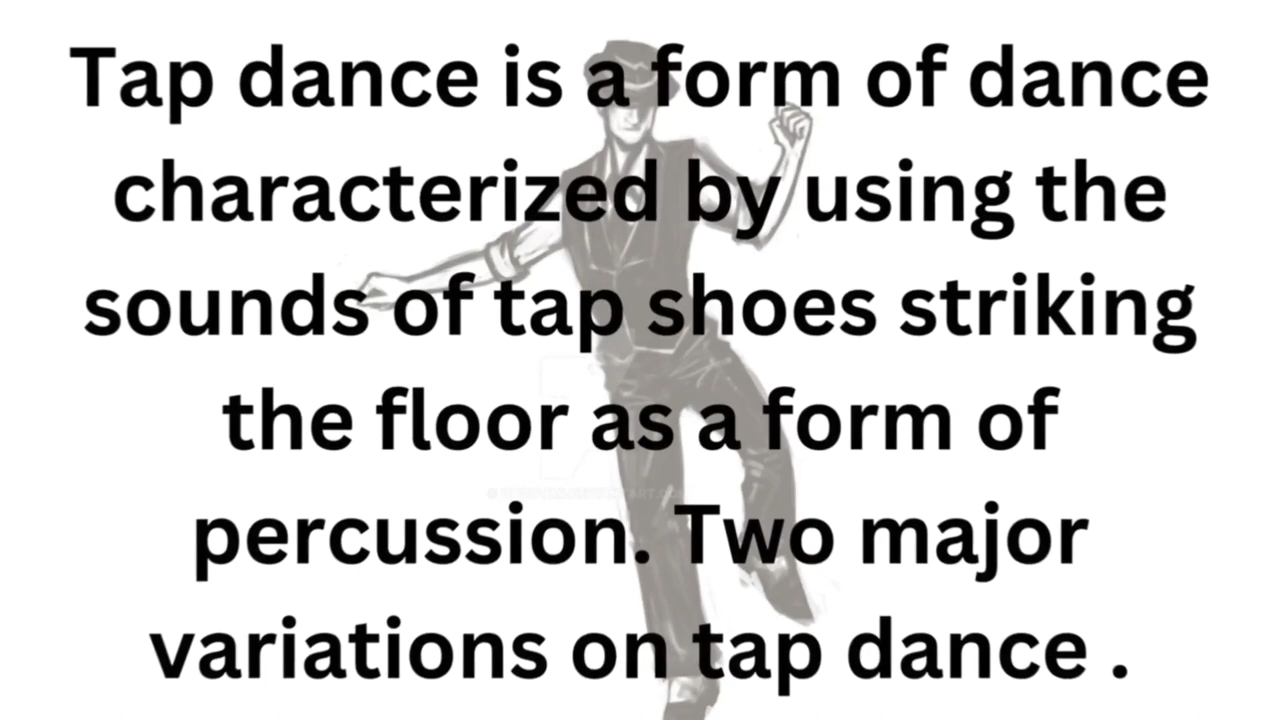 Tap dance is a form of dance
characterized by using the
sounds of tap shoes striking
the floor as a form of
percussion. Two major
variations on tap dance .